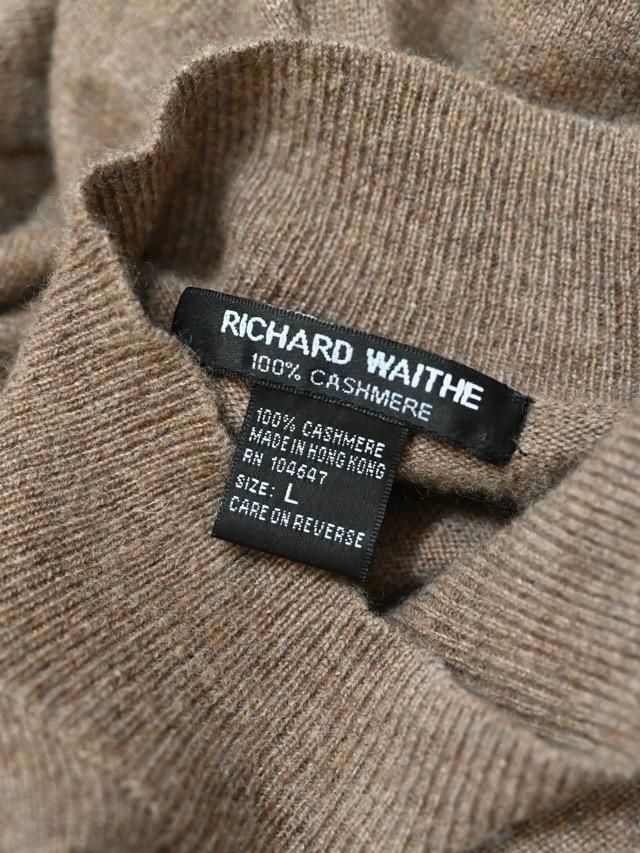 RICHARD WAITHE
100% CASHMERE
100% CASHMERE
MADE IN HONG KONG
RN 104647
SIZE: L
CARE ON REVERSE